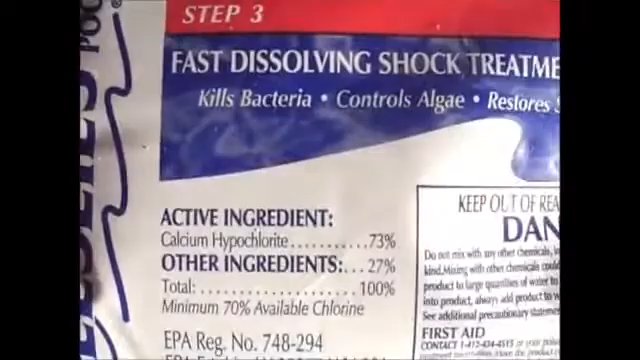 STEP 3
FAST DISSOLVING SHOCK TREATME
Kills Bacteria • Controls Algae • Restores S
ACTIVE INGREDIENT:
Calcium Hypochlorite...........73%
OTHER INGREDIENTS:...27%
Total:........................100%
Minimum 70% Available Chlorine
EPA Reg. No. 748-294
KEEP OUT OF REA
DAN
Do not mix with any other chemicals,
kind. Mixing with other chemicals could
product to large quantities of water to
into product, always add product to w
See additional precautionary statemen
FIRST AID